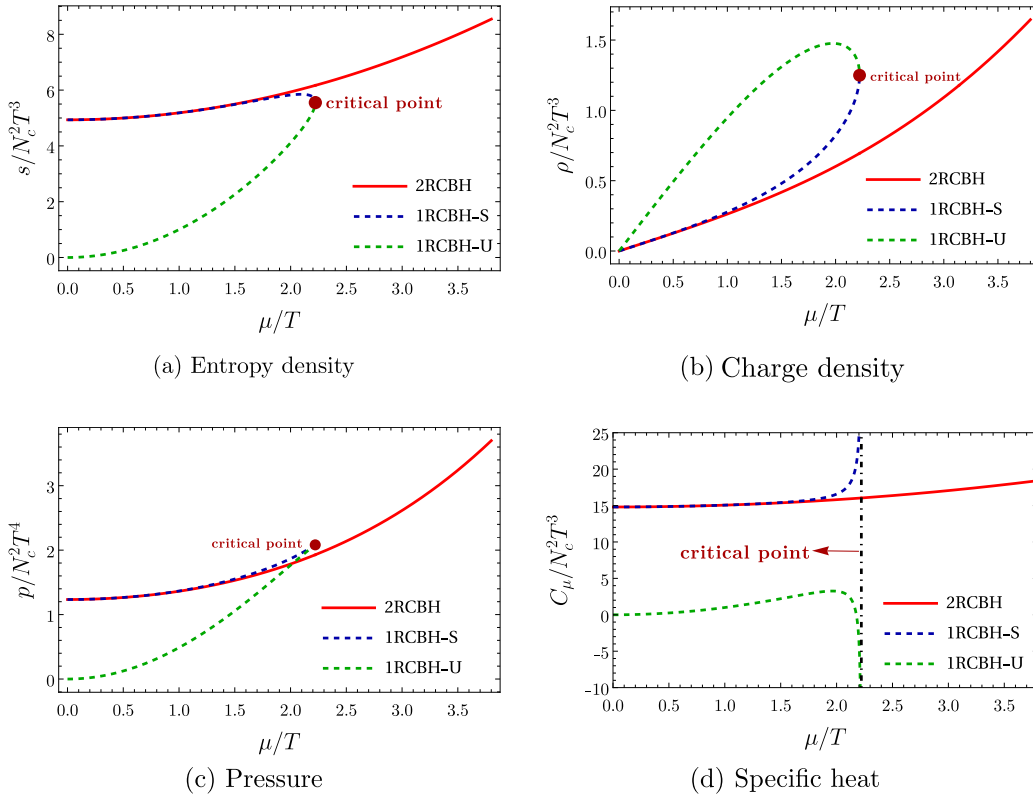 s/N_c^2T^3
8
6
4
2
0
critical point
2RCBH
1RCBH-S
1RCBH-U
0.0 0.5 1.0 1.5 2.0 2.5 3.0 3.5
μ/T
(a) Entropy density
ρ/N_c^2T^3
1.5
1.0
0.5
0.0
critical point
2RCBH
1RCBH-S
1RCBH-U
0.0 0.5 1.0 1.5 2.0 2.5 3.0 3.5
μ/T
(b) Charge density
p/N_c^2T^4
3
2
1
0
critical point
2RCBH
1RCBH-S
1RCBH-U
0.0 0.5 1.0 1.5 2.0 2.5 3.0 3.5
μ/T
(c) Pressure
C_μ/N_c^2T^3
25
20
15
10
5
0
-5
-10
critical point
2RCBH
1RCBH-S
1RCBH-U
0.0 0.5 1.0 1.5 2.0 2.5 3.0 3.5
μ/T
(d) Specific heat